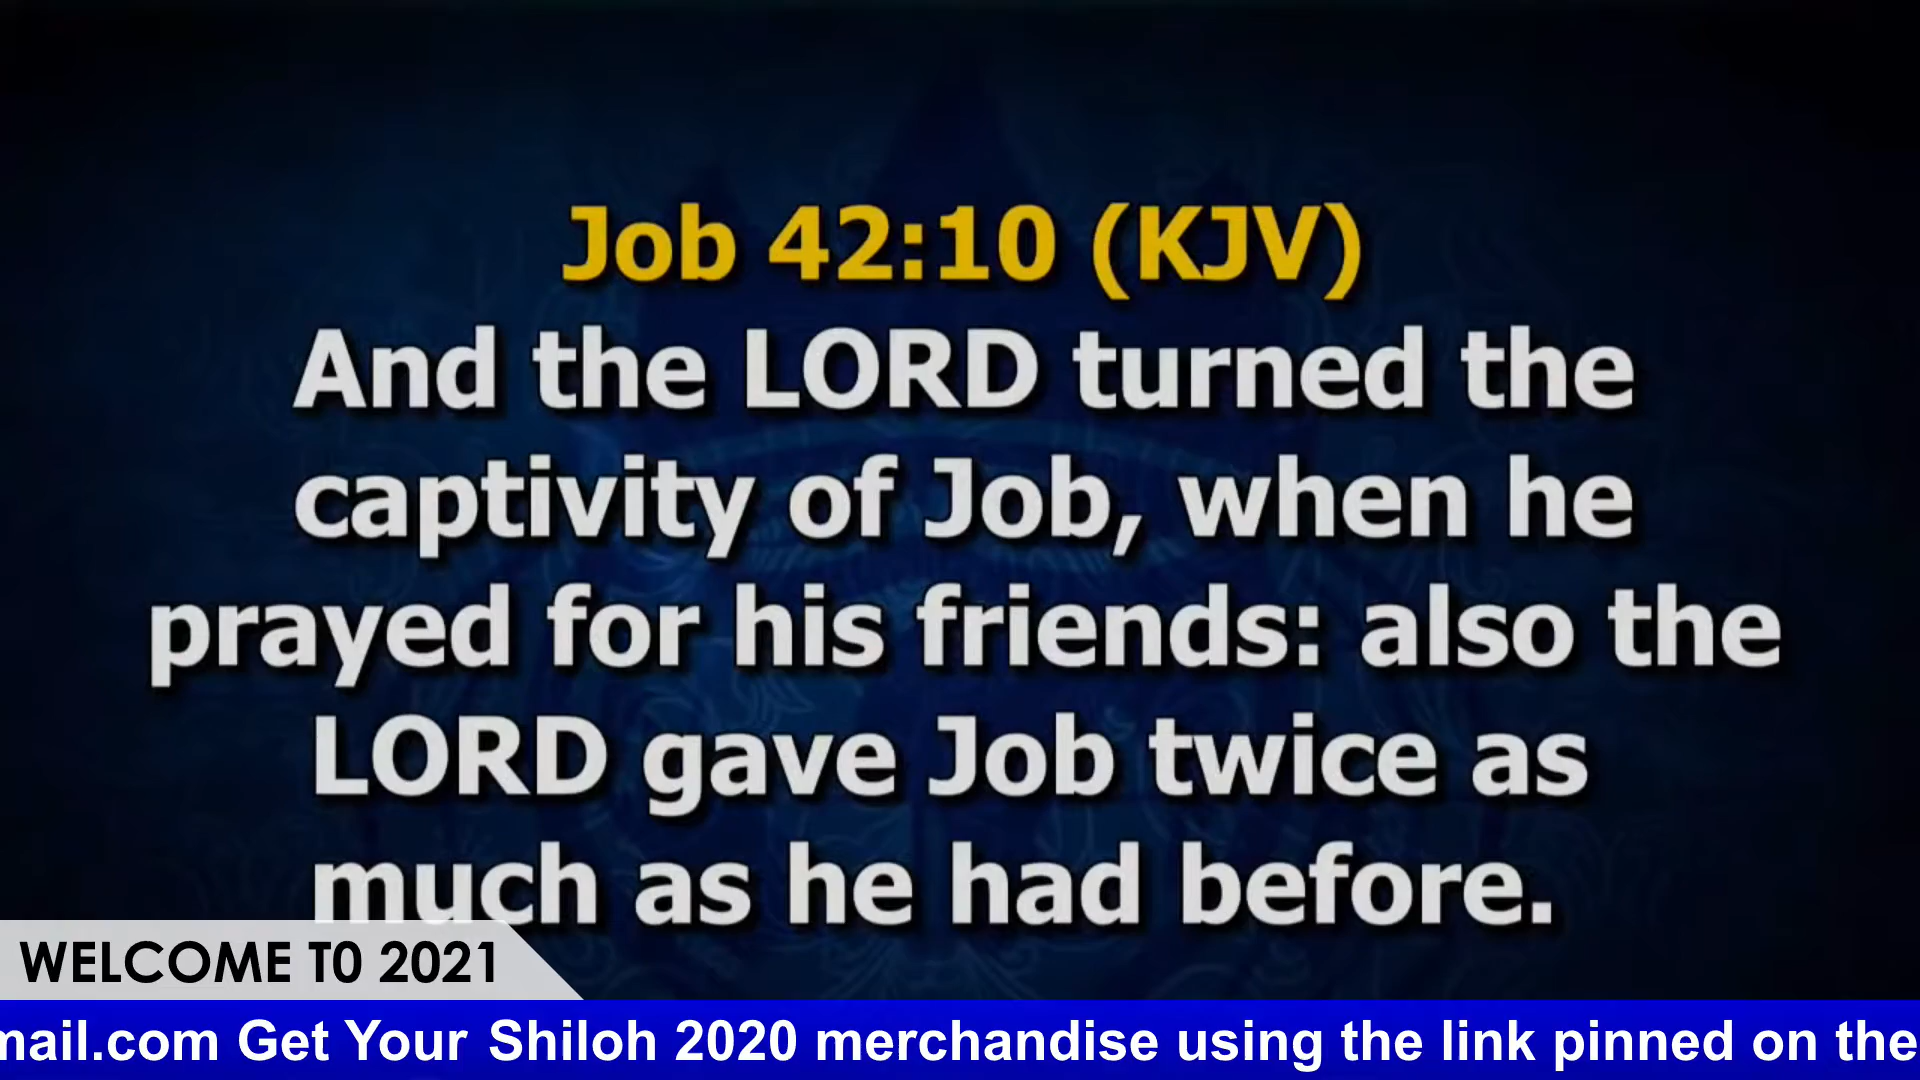 Job 42:10 (KJV)
And the LORD turned the
captivity of Job, when he
prayed for his friends: also the
LORD gave Job twice as
much as he had before.
WELCOME T0 2021
mail.com Get Your Shiloh 2020 merchandise using the link pinned on the